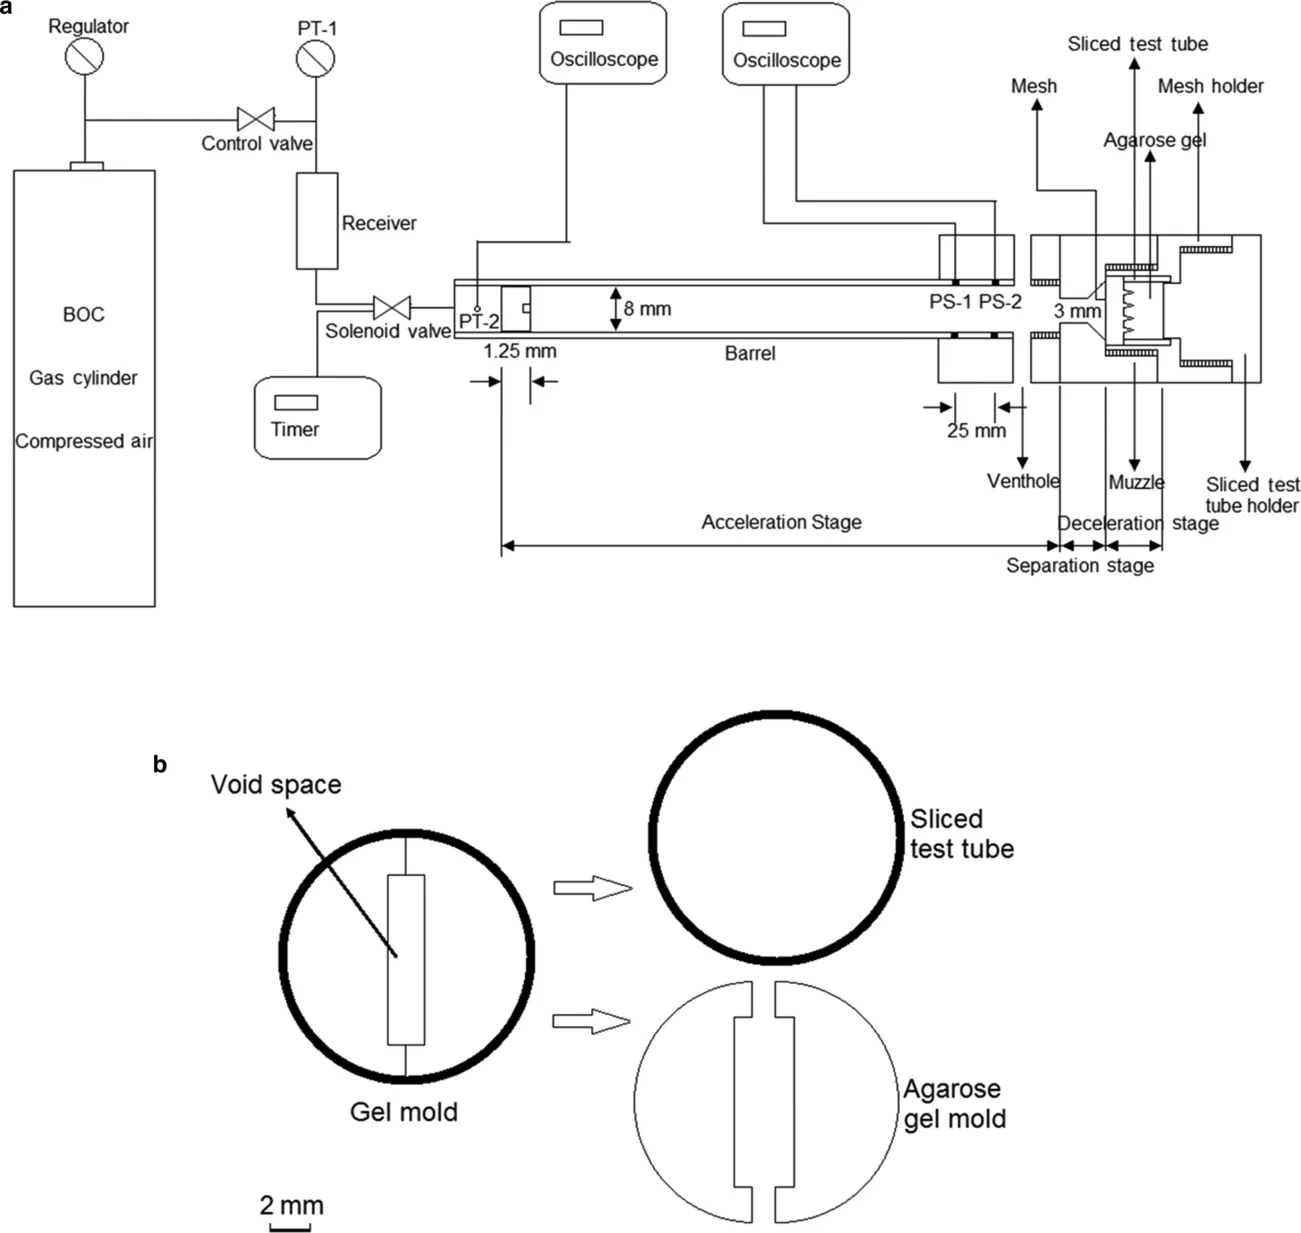 a
Regulator
PT-1
Oscilloscope
Oscilloscope
Sliced test tube
Mesh
Mesh holder
Control valve
Agarose gel
Receiver
BOC
Gas cylinder
Compressed air
Solenoid valve
PT-2
8 mm
PS-1 PS-2
3 mm
1.25 mm
Barrel
Timer
25 mm
Venthole
Muzzle
Sliced test
tube holder
Acceleration Stage
Deceleration stage
Separation stage
b
Void space
Sliced
test tube
Gel mold
Agarose
gel mold
2 mm